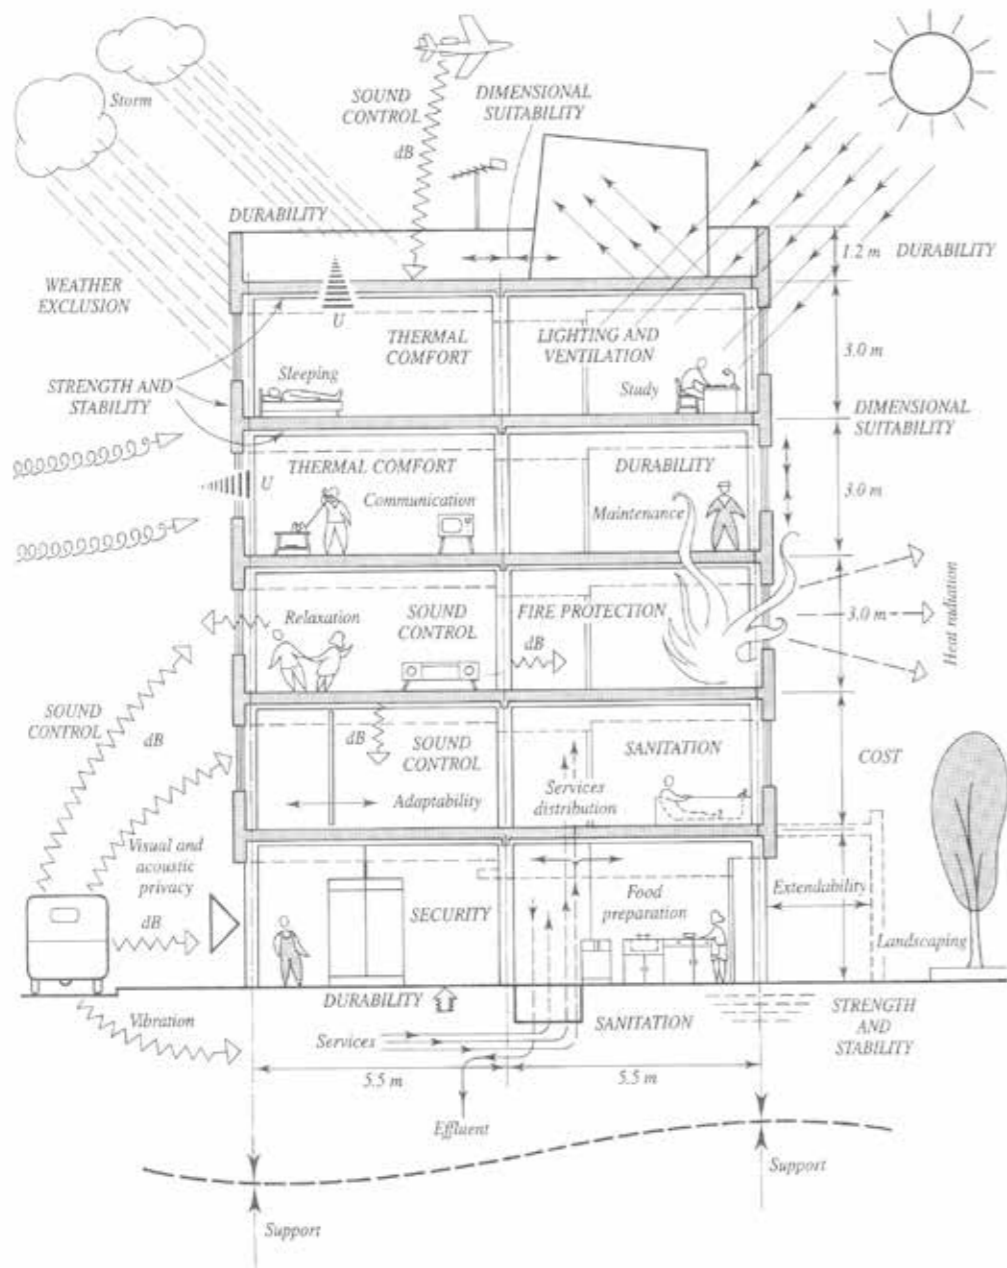 Storm
SOUND
CONTROL
dB
DIMENSIONAL
SUITABILITY
DURABILITY
1.2 m
DURABILITY
WEATHER
EXCLUSION
U
THERMAL
COMFORT
LIGHTING AND
VENTILATION
3.0 m
Sleeping
Study
STRENGTH AND
STABILITY
DIMENSIONAL
SUITABILITY
THERMAL COMFORT
DURABILITY
U
Communication
Maintenance
3.0 m
Relaxation
SOUND
CONTROL
FIRE PROTECTION
dB
3.0 m
Heat radiation
SOUND
CONTROL
dB
dB
SOUND
CONTROL
SANITATION
COST
Adaptability
Services
distribution
Visual and
acoustic
privacy
dB
SECURITY
Food
preparation
Extendability
Landscaping
DURABILITY
SANITATION
STRENGTH
AND
STABILITY
Vibration
Services
5.5 m
5.5 m
Effluent
Support
Support